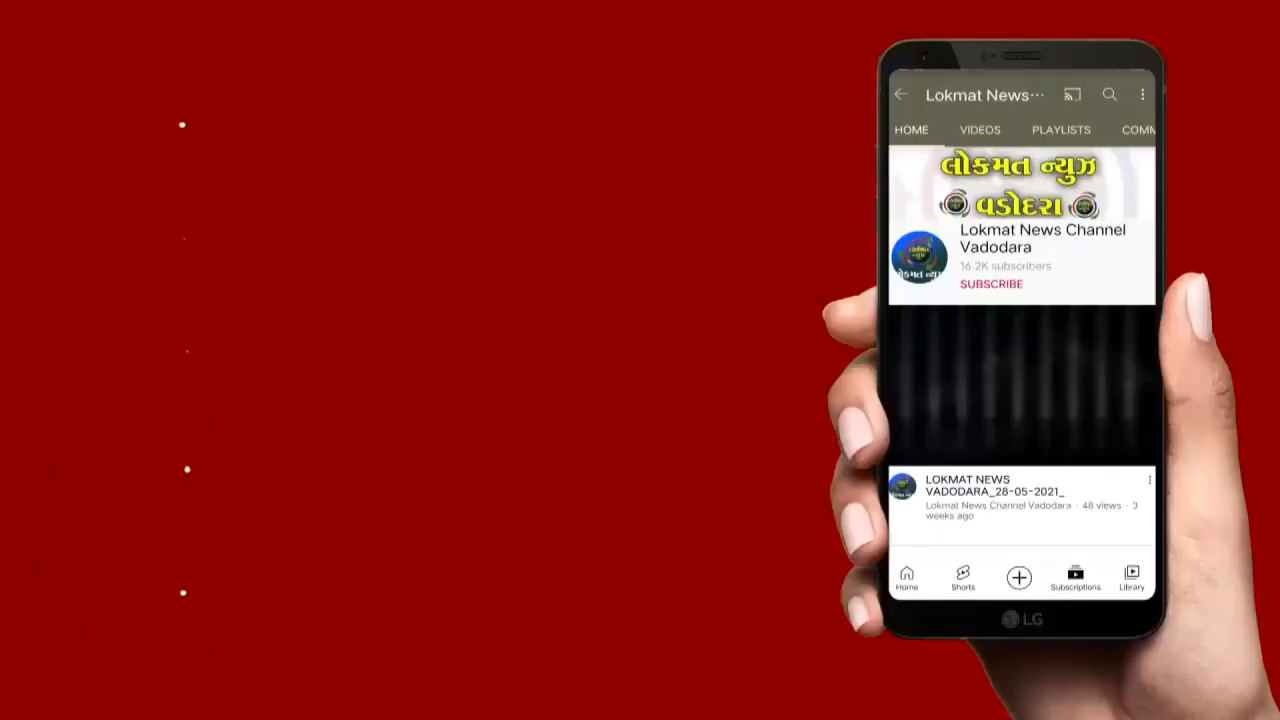 Lokmat News...
HOME VIDEOS PLAYLISTS COMM
લોકમત ન્યુઝ
વડોદરા
Lokmat News Channel
Vadodara
16.2K subscribers
SUBSCRIBE
LOKMAT NEWS
VADODARA_28-05-2021_
Lokmat News Channel Vadodara · 48 views · 3
weeks ago
Home Shorts Subscriptions Library
LG